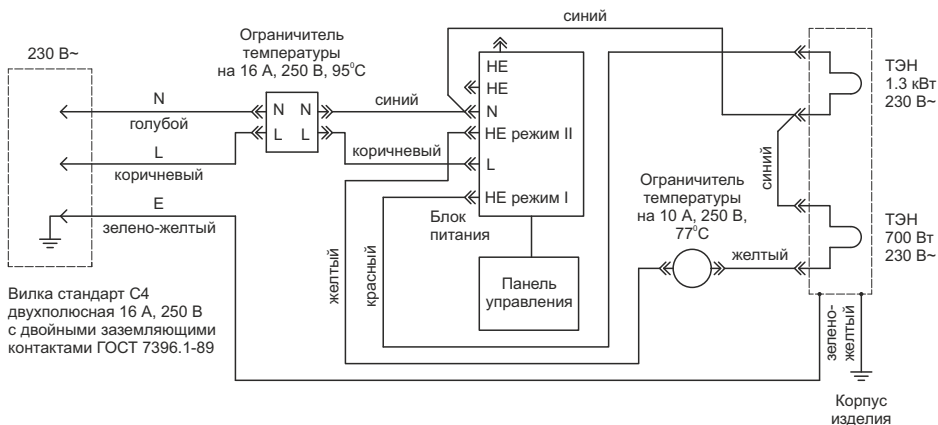 230 В~
N
голубой
L
коричневый
E
зелено-желтый
Вилка стандарт С4
двухполюсная 16 А, 250 В
с двойными заземляющими
контактами ГОСТ 7396.1-89
Ограничитель
температуры
на 16 А, 250 В, 95°С
N N
L L
синий
коричневый
синий
НЕ
НЕ
N
НЕ режим II
L
НЕ режим I
Блок
питания
Панель
управления
желтый
красный
Ограничитель
температуры
на 10 А, 250 В,
77°С
желтый
синий
ТЭН
1.3 кВт
230 В~
ТЭН
700 Вт
230 В~
зелено-
желтый
Корпус
изделия